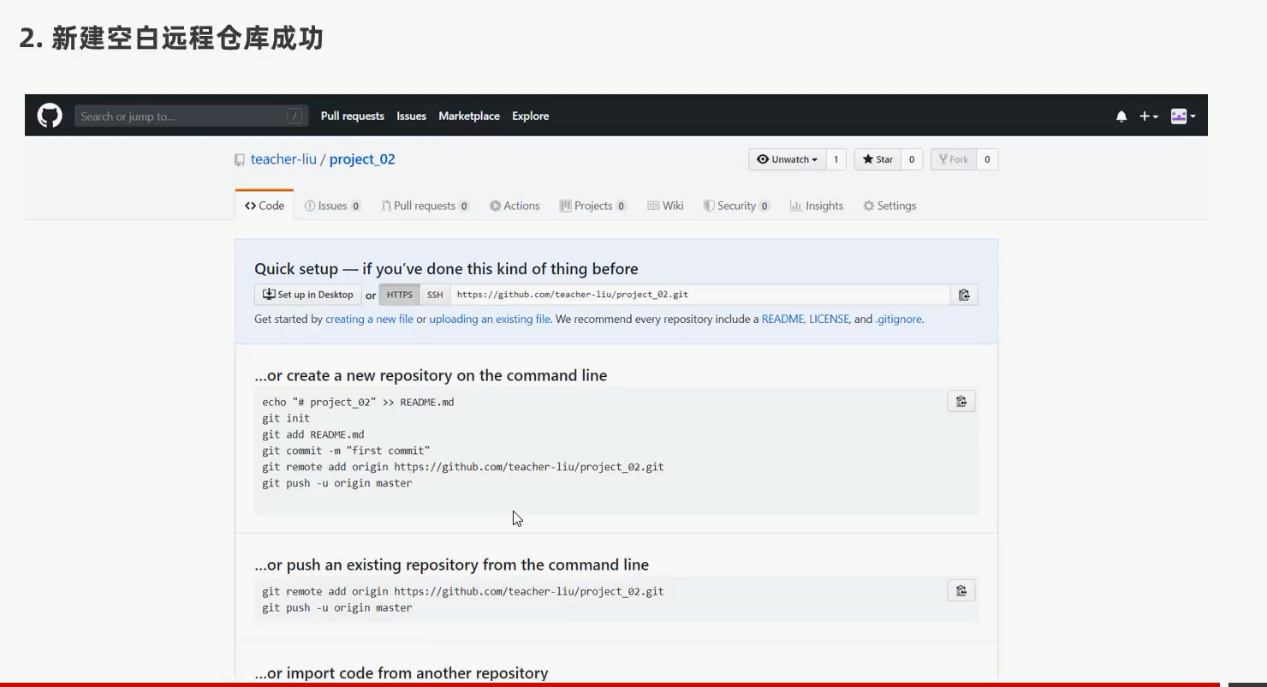 2. 新建空白远程仓库成功
Search or jump to... / Pull requests Issues Marketplace Explore
teacher-liu / project_02 Unwatch 1 Star 0 Fork 0
Code Issues 0 Pull requests 0 Actions Projects 0 Wiki Security 0 Insights Settings
Quick setup — if you've done this kind of thing before
Set up in Desktop or HTTPS SSH https://github.com/teacher-liu/project_02.git
Get started by creating a new file or uploading an existing file. We recommend every repository include a README, LICENSE, and .gitignore.
...or create a new repository on the command line
echo "# project_02" >> README.md
git init
git add README.md
git commit -m "first commit"
git remote add origin https://github.com/teacher-liu/project_02.git
git push -u origin master
...or push an existing repository from the command line
git remote add origin https://github.com/teacher-liu/project_02.git
git push -u origin master
...or import code from another repository